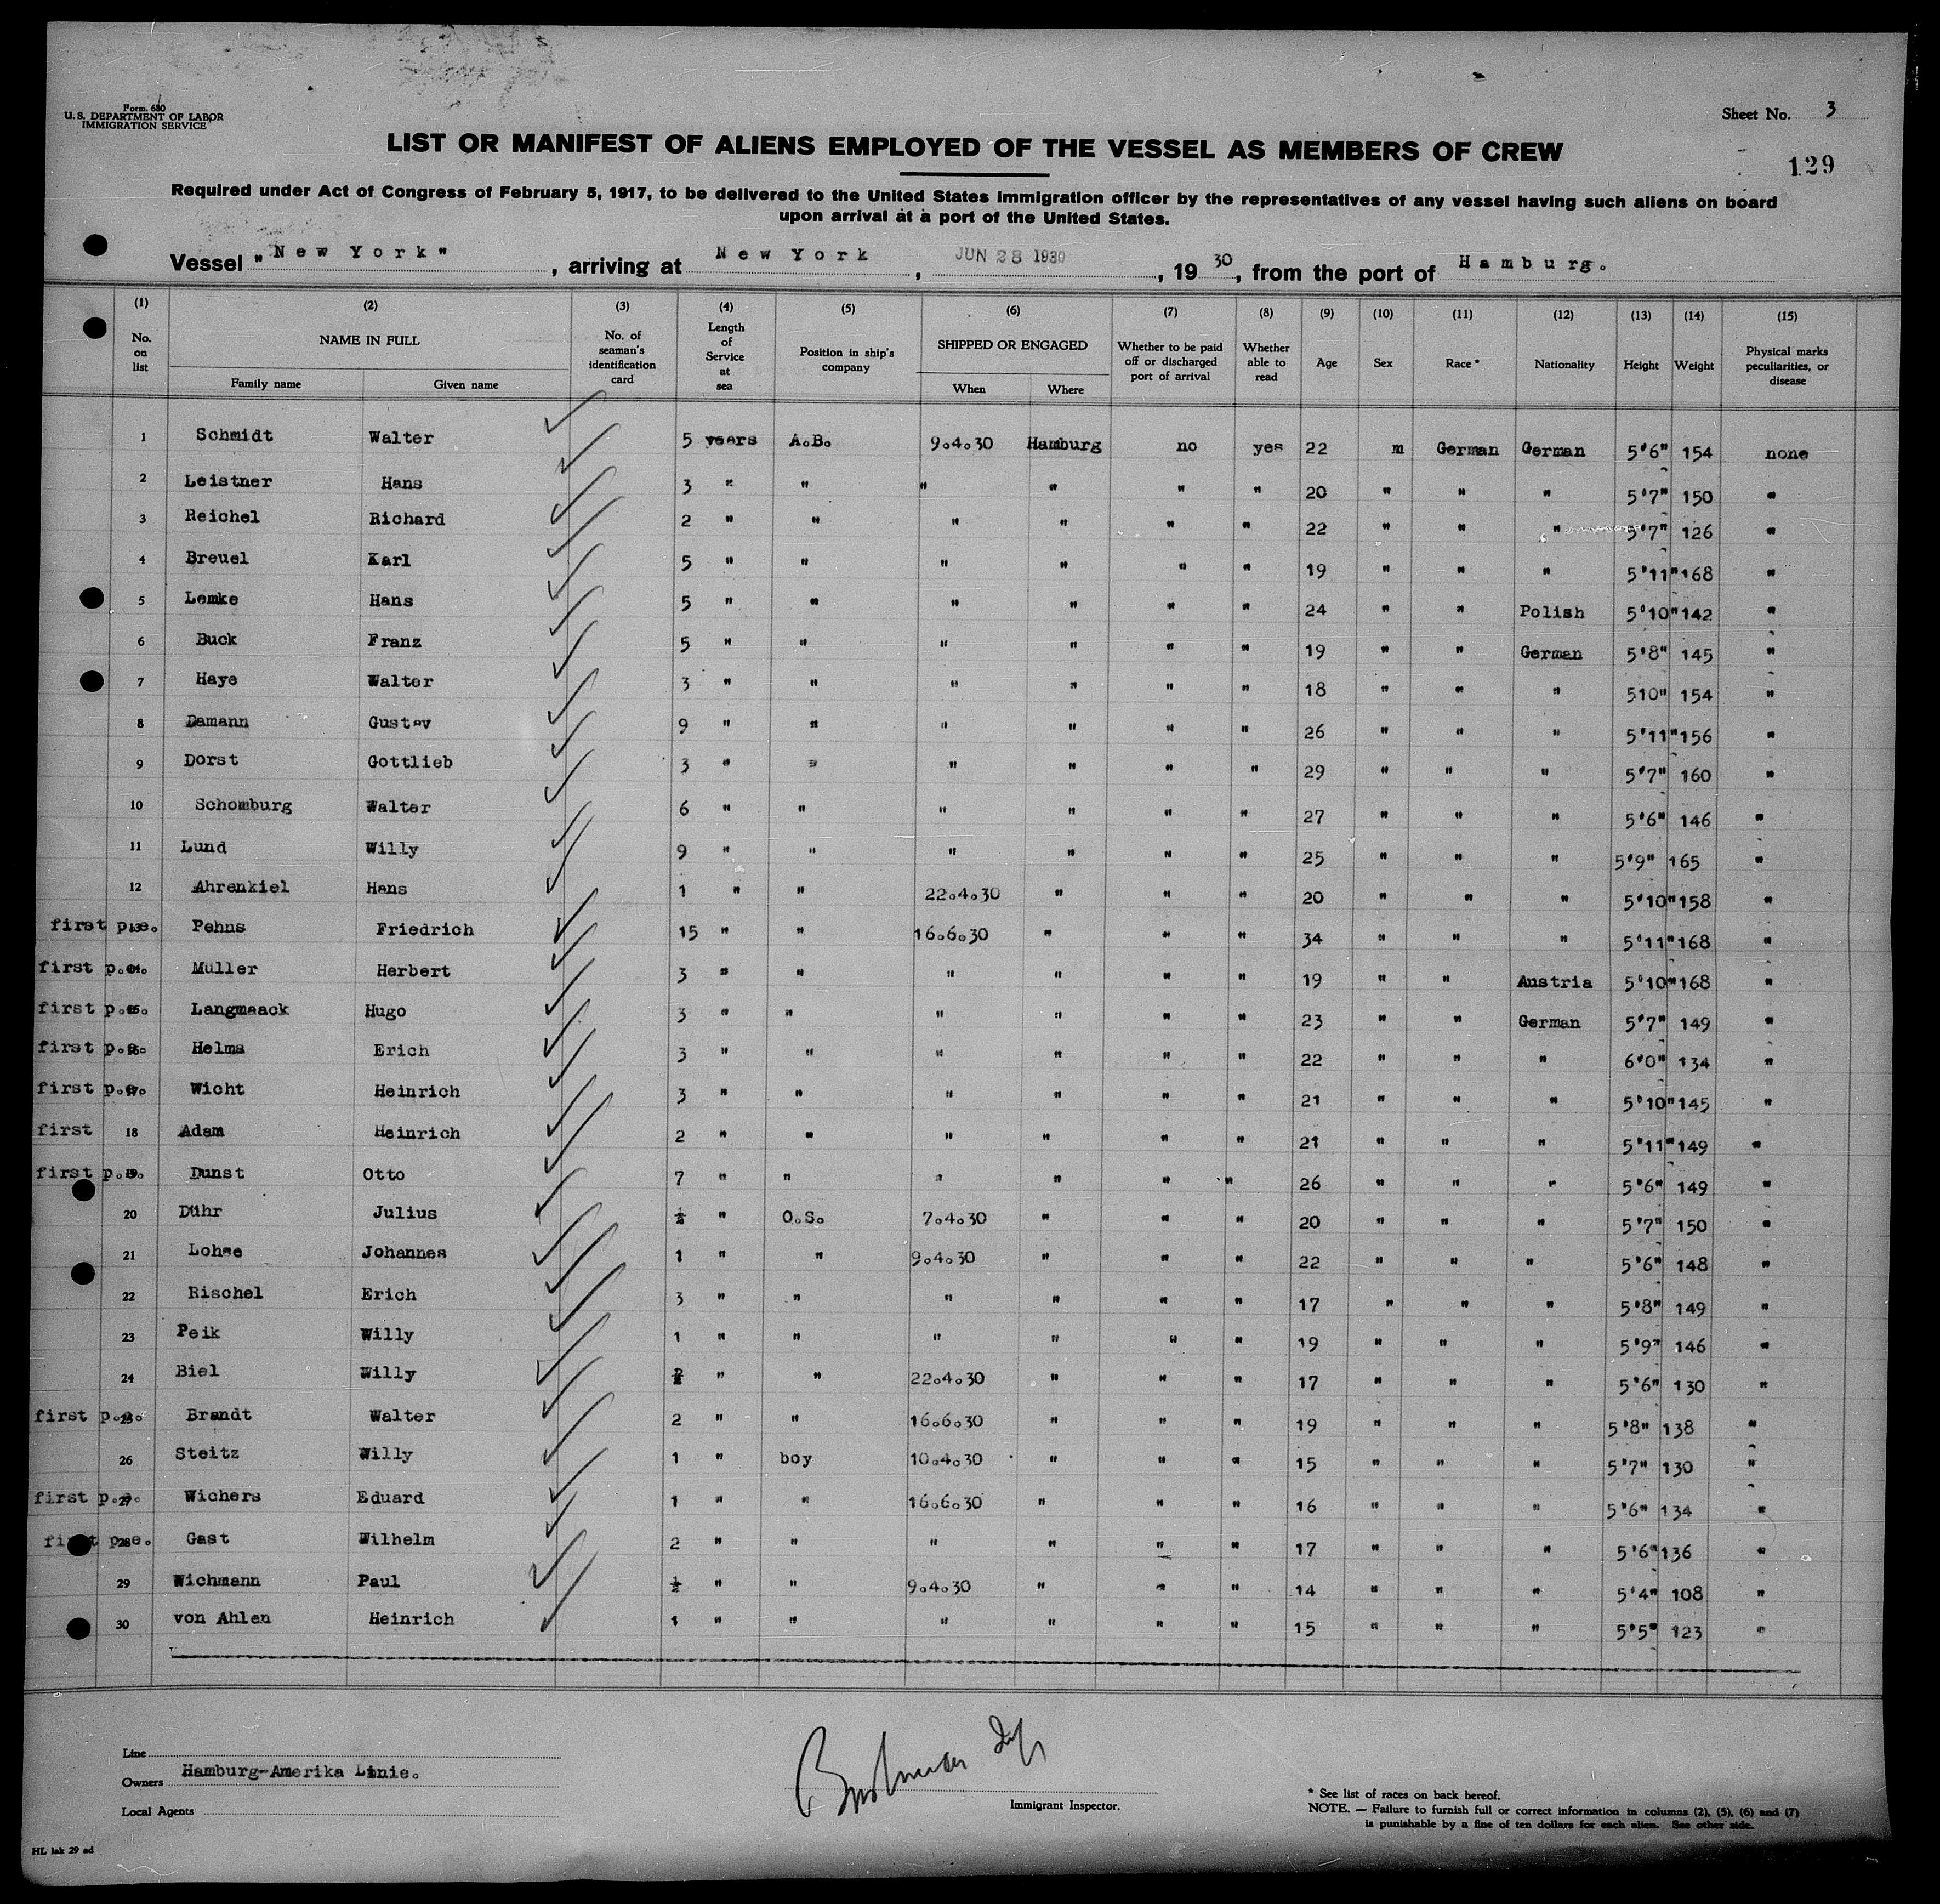 Form. 680
U. S. DEPARTMENT OF LABOR
IMMIGRATION SERVICE
Sheet No. 3
LIST OR MANIFEST OF ALIENS EMPLOYED OF THE VESSEL AS MEMBERS OF CREW
129
Required under Act of Congress of February 5, 1917, to be delivered to the United States immigration officer by the representatives of any vessel having such aliens on board
upon arrival at a port of the United States.
Vessel "New York", arriving at New York, JUN 28 1930, 19 30, from the port of Hamburg.
(1) (2) (3) (4) (5) (6) (7) (8) (9) (10) (11) (12) (13) (14) (15)
No. on list NAME IN FULL Family name Given name No. of seaman's identification card Length of Service at sea Position in ship's company SHIPPED OR ENGAGED When Where Whether to be paid off or discharged port of arrival Whether able to read Age Sex Race * Nationality Height Weight Physical marks peculiarities, or disease
1 Schmidt Walter 5 years A.B. 9.4.30 Hamburg no yes 22 m German German 5'6" 154 none
2 Leistner Hans 3 " " " " " " 20 " " " 5'7" 150 "
3 Reichel Richard 2 " " " " " " 22 " " " 5'7" 126 "
4 Breuel Karl 5 " " " " " " 19 " " " 5'11" 168 "
5 Lemke Hans 5 " " " " " " 24 " " Polish 5'10" 142 "
6 Buck Franz 5 " " " " " " 19 " " German 5'8" 145 "
7 Haye Walter 3 " " " " " " 18 " " " 510" 154 "
8 Damann Gustav 9 " " " " " " 26 " " " 5'11" 156 "
9 Dorst Gottlieb 3 " " " " " " 29 " " " 5'7" 160 "
10 Schomburg Walter 6 " " " " " " 27 " " " 5'6" 146 "
11 Lund Willy 9 " " " " " " 25 " " " 5'9" 165 "
12 Ahrenkiel Hans 1 " " 22.4.30 " " " 20 " " " 5'10" 158 "
first p.e. 13 Pehns Friedrich 15 " " 16.6.30 " " " 34 " " " 5'11" 168 "
first p.e. 14 Müller Herbert 3 " " " " " " 19 " " Austria 5'10" 168 "
first p.e. 15 Langmaack Hugo 3 " " " " " " 23 " " German 5'7" 149 "
first p.e. 16 Helms Erich 3 " " " " " " 22 " " " 6'0" 134 "
first p.e. 17 Wicht Heinrich 3 " " " " " " 21 " " " 5'10" 145 "
first 18 Adam Heinrich 2 " " " " " " 21 " " " 5'11" 149 "
first p.e. 19 Dunst Otto 7 " " " " " " 26 " " " 5'6" 149 "
20 Dühr Julius ½ " O.S. 7.4.30 " " " 20 " " " 5'7" 150 "
21 Lohse Johannes 1 " " 9.4.30 " " " 22 " " " 5'6" 148 "
22 Rischel Erich 3 " " " " " " 17 " " " 5'8" 149 "
23 Peik Willy 1 " " " " " " 19 " " " 5'9" 146 "
24 Biel Willy " " 22.4.30 " " " 17 " " " 5'6" 130 "
first p.e. 25 Brandt Walter 2 " " 16.6.30 " " " 19 " " " 5'8" 138 "
26 Steitz Willy 1 " boy 10.4.30 " " " 15 " " " 5'7" 130 "
first p.e. 27 Wichers Eduard 1 " " 16.6.30 " " " 16 " " " 5'6" 134 "
first p.e. 28 Gast Wilhelm 2 " " " " " " 17 " " " 5'6" 136 "
29 Wichmann Paul ½ " " 9.4.30 " " " 14 " " " 5'4" 108 "
30 von Ahlen Heinrich 1 " " " " " " 15 " " " 5'5" 123 "
Line
Owners Hamburg-Amerika Linie.
Local Agents
Immigrant Inspector.
* See list of races on back hereof.
NOTE. — Failure to furnish full or correct information in columns (2), (5), (6) and (7)
is punishable by a fine of ten dollars for each alien. See other side.
HL lak 29 ad